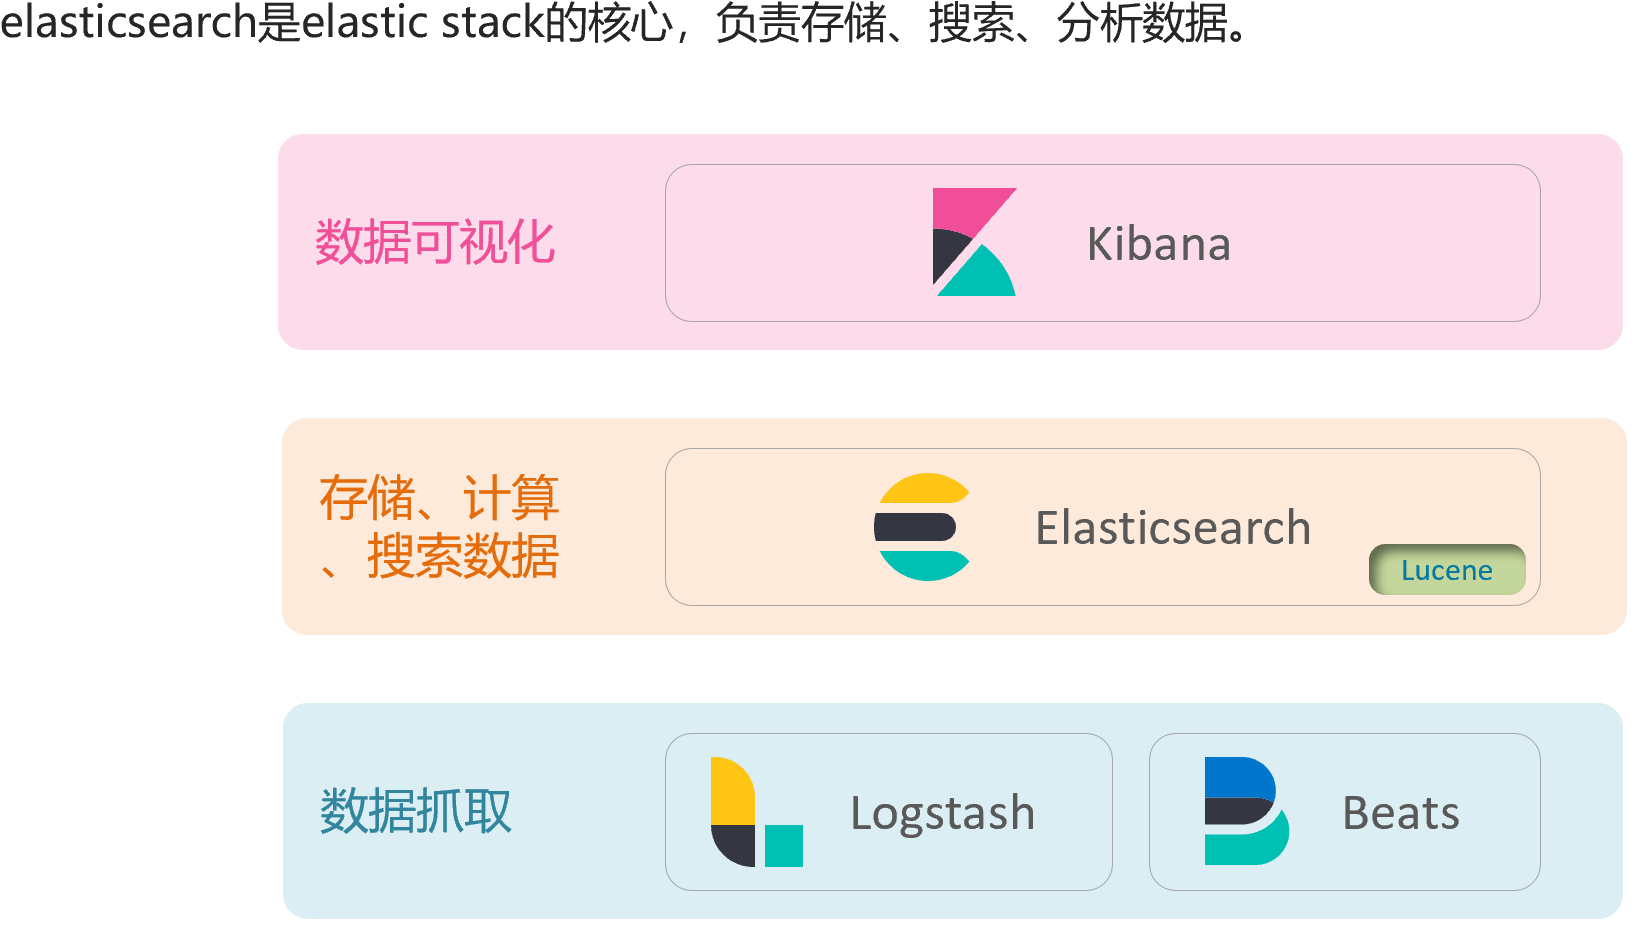 elasticsearch是elastic stack的核心，负责存储、搜索、分析数据。
数据可视化
Kibana
存储、计算
、搜索数据
Elasticsearch
Lucene
数据抓取
Logstash
Beats